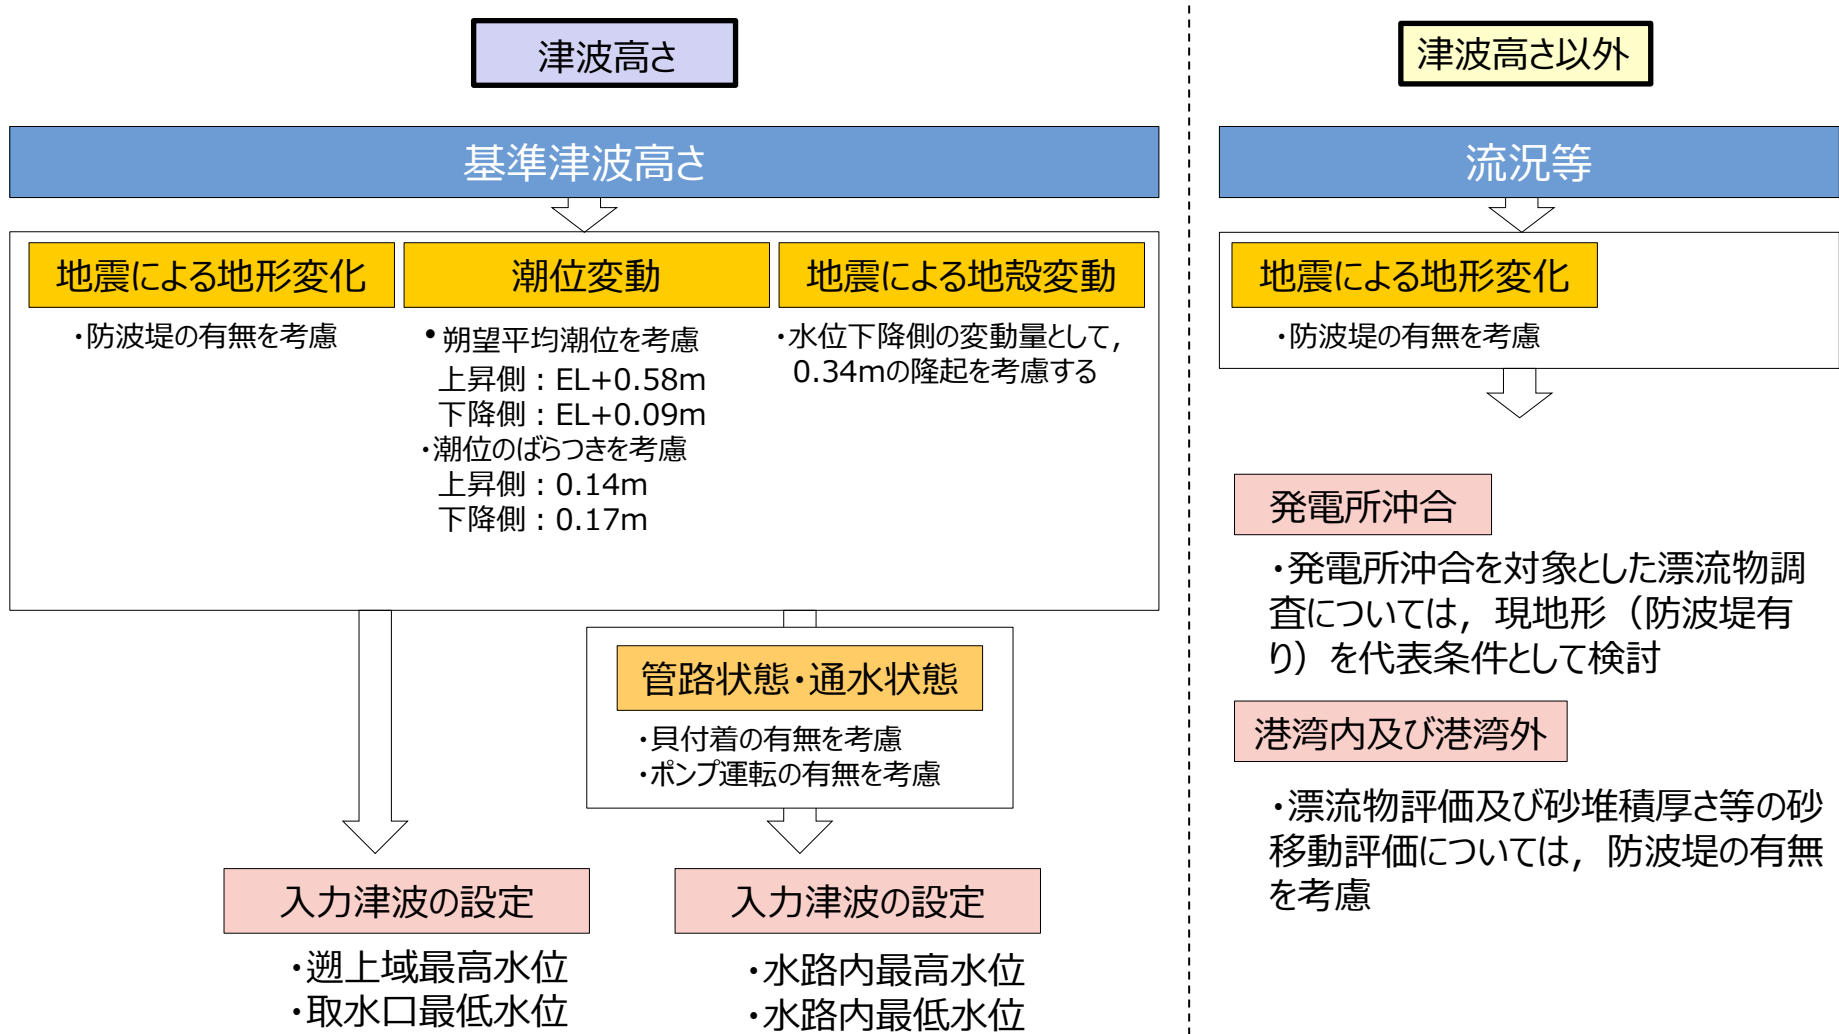 津波高さ
基準津波高さ
地震による地形変化
・防波堤の有無を考慮
潮位変動
・朔望平均潮位を考慮
上昇側：EL+0.58m
下降側：EL+0.09m
・潮位のばらつきを考慮
上昇側：0.14m
下降側：0.17m
地震による地殻変動
・水位下降側の変動量として，
0.34mの隆起を考慮する
管路状態・通水状態
・貝付着の有無を考慮
・ポンプ運転の有無を考慮
入力津波の設定
・遡上域最高水位
・取水口最低水位
入力津波の設定
・水路内最高水位
・水路内最低水位
津波高さ以外
流況等
地震による地形変化
・防波堤の有無を考慮
発電所沖合
・発電所沖合を対象とした漂流物調
査については，現地形（防波堤有
り）を代表条件として検討
港湾内及び港湾外
・漂流物評価及び砂堆積厚さ等の砂
移動評価については，防波堤の有無
を考慮